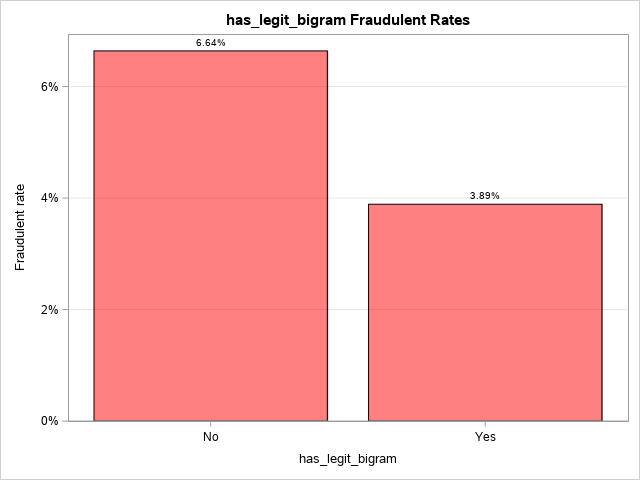 has_legit_bigram Fraudulent Rates
6.64%
3.89%
6%
4%
2%
0%
Fraudulent rate
No
Yes
has_legit_bigram